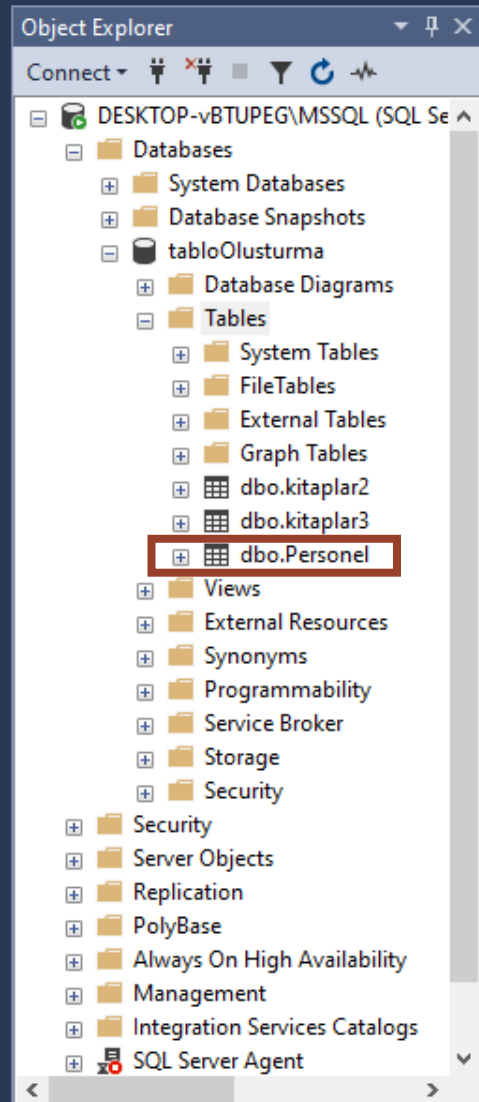 Object Explorer
Connect
DESKTOP-vBTUPEG\MSSQL (SQL Se
Databases
System Databases
Database Snapshots
tabloOlusturma
Database Diagrams
Tables
System Tables
FileTables
External Tables
Graph Tables
dbo.kitaplar2
dbo.kitaplar3
dbo.Personel
Views
External Resources
Synonyms
Programmability
Service Broker
Storage
Security
Security
Server Objects
Replication
PolyBase
Always On High Availability
Management
Integration Services Catalogs
SQL Server Agent